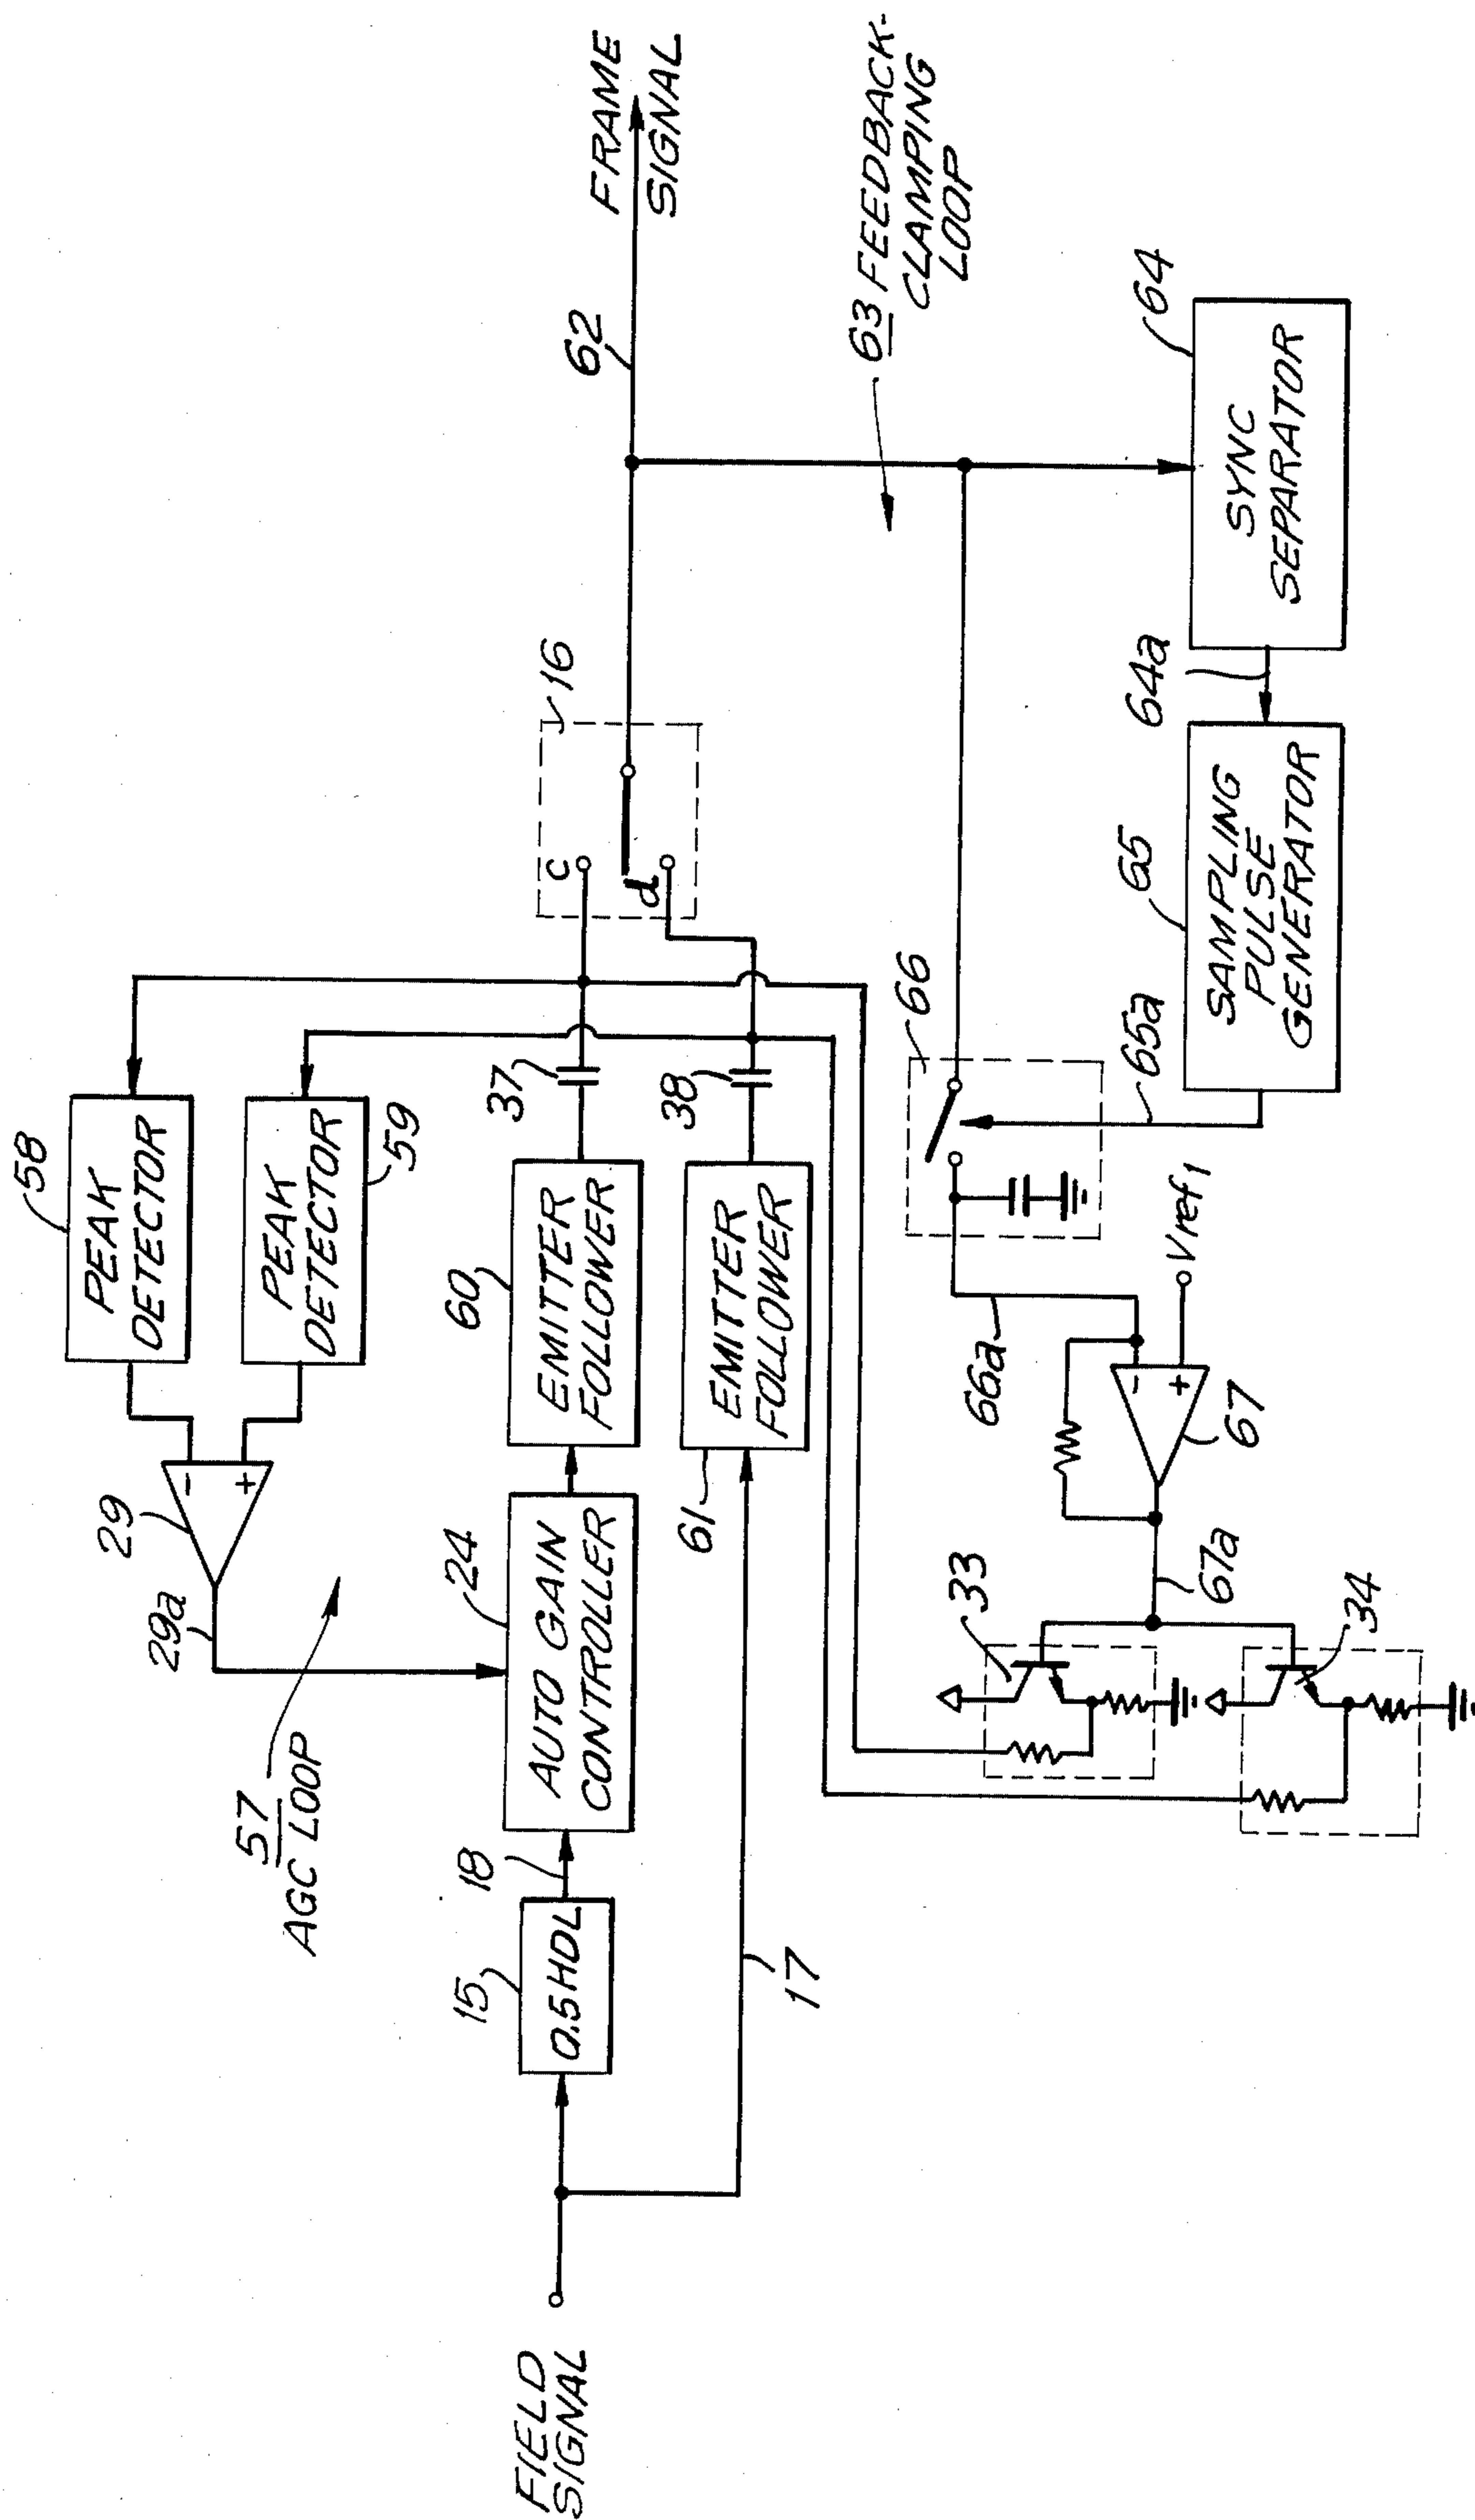 58
PEAK
DETECTOR
PEAK
DETECTOR
59
29
-
+
29a
57
AGC LOOP
FIELD
SIGNAL
15
0.5HDL
18
24
AUTO GAIN
CONTROLLER
60
EMITTER
FOLLOWER
37
c
d
16
62
FRAME
SIGNAL
17
61
EMITTER
FOLLOWER
38
63 FEEDBACK-
CLAMPING
LOOP
66
66a
-
+
Vref1
67
67a
33
34
65a
65
SAMPLING
PULSE
GENERATOR
64a
64
SYNC
SEPARATOR